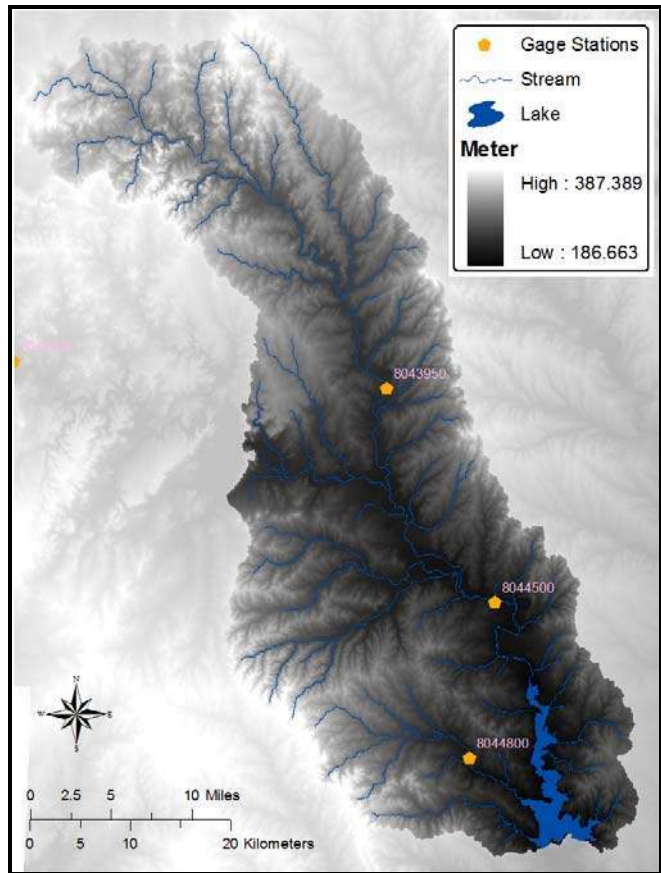 Gage Stations
Stream
Lake
Meter
High : 387.389
Low : 186.663
8043950
8044500
8044800
N
W E
S
0 2.5 5 10 Miles
0 5 10 20 Kilometers